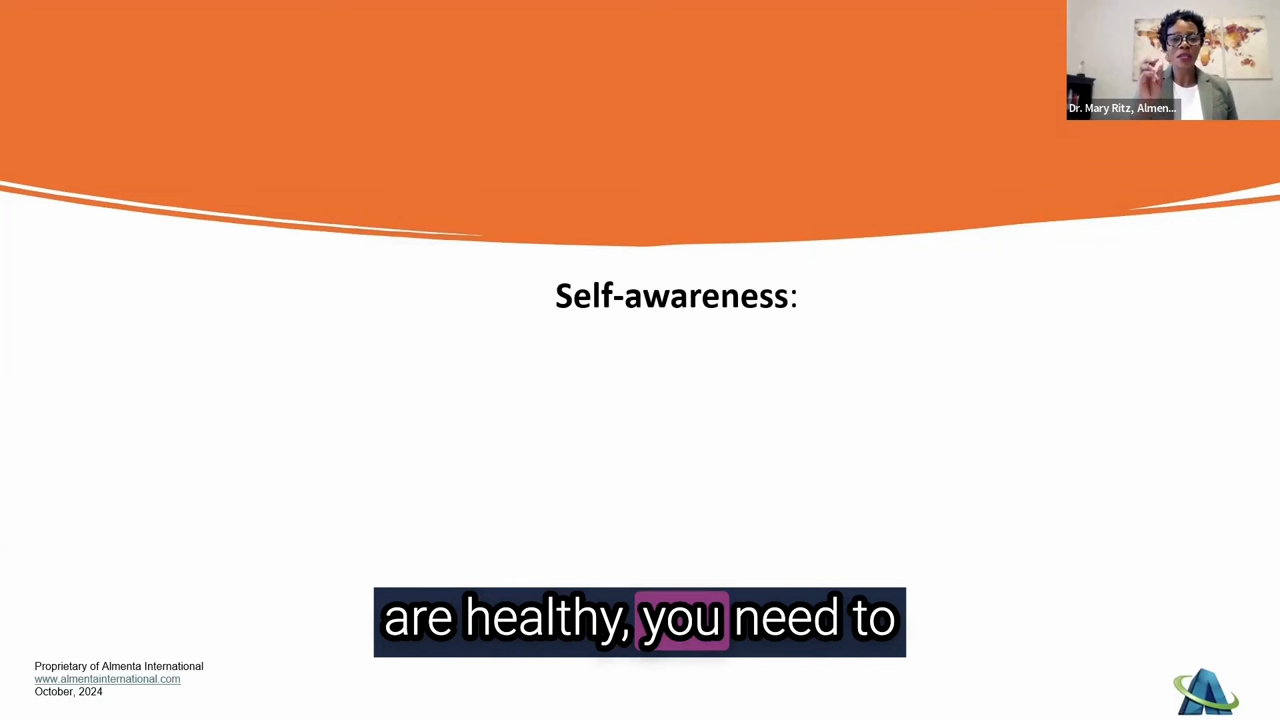 Dr. Mary Ritz, Almen...
Self-awareness:
are healthy, you need to
Proprietary of Almenta International
www.almentainternational.com
October, 2024